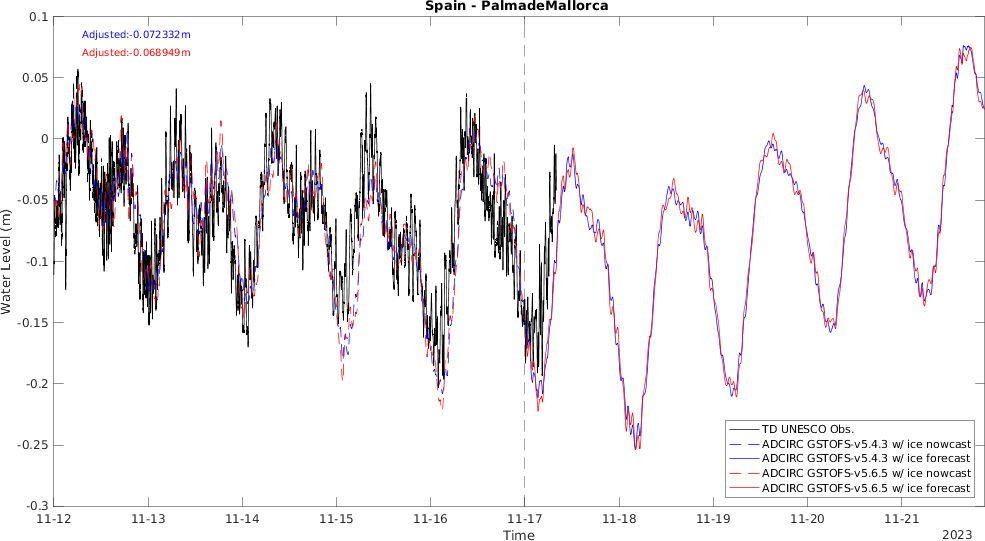 Spain - PalmadeMallorca
Adjusted:-0.072332m
Adjusted:-0.068949m
0.1
0.05
0
-0.05
-0.1
-0.15
-0.2
-0.25
-0.3
Water Level (m)
11-12 11-13 11-14 11-15 11-16 11-17 11-18 11-19 11-20 11-21
Time
2023
TD UNESCO Obs.
ADCIRC GSTOFS-v5.4.3 w/ ice nowcast
ADCIRC GSTOFS-v5.4.3 w/ ice forecast
ADCIRC GSTOFS-v5.6.5 w/ ice nowcast
ADCIRC GSTOFS-v5.6.5 w/ ice forecast